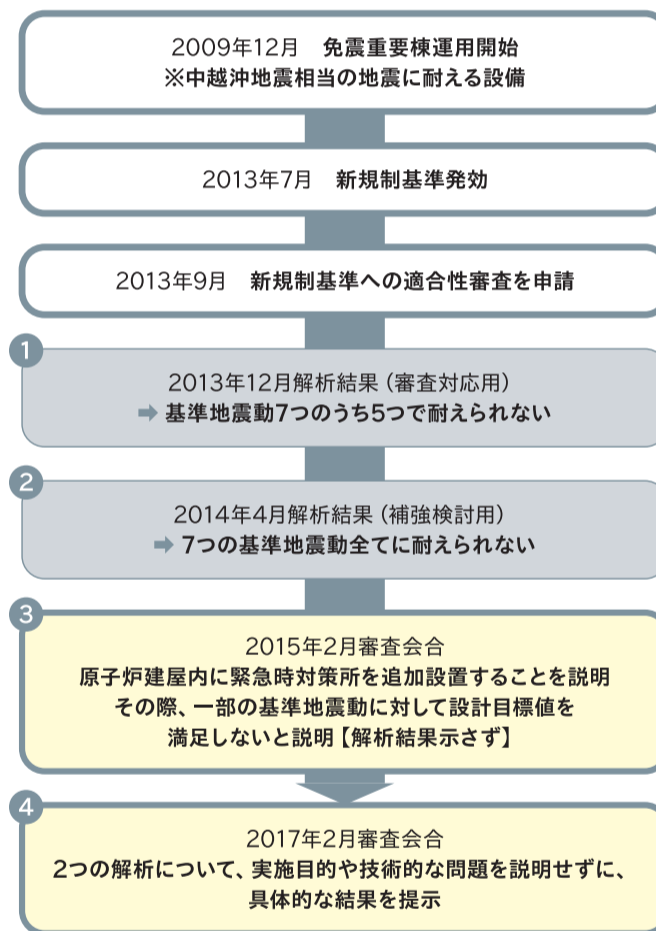 2009年12月　免震重要棟運用開始
※中越沖地震相当の地震に耐える設備
2013年7月　新規制基準発効
2013年9月　新規制基準への適合性審査を申請
1
2013年12月解析結果（審査対応用）
➡ 基準地震動7つのうち5つで耐えられない
2
2014年4月解析結果（補強検討用）
➡ 7つの基準地震動全てに耐えられない
3
2015年2月審査会合
原子炉建屋内に緊急時対策所を追加設置することを説明
その際、一部の基準地震動に対して設計目標値を
満足しないと説明【解析結果示さず】
4
2017年2月審査会合
2つの解析について、実施目的や技術的な問題を説明せずに、
具体的な結果を提示